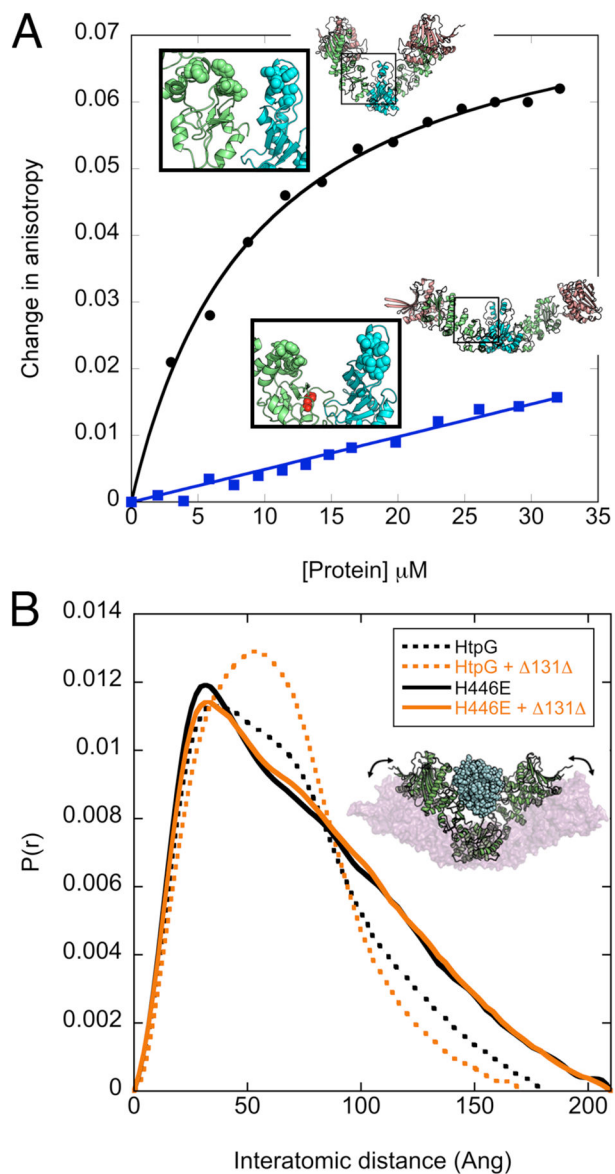 A
0.07
0.06
0.05
0.04
0.03
0.02
0.01
0
Change in anisotropy
0 5 10 15 20 25 30 35
[Protein] μM
B
0.014
0.012
0.01
0.008
0.006
0.004
0.002
0
P(r)
HtpG
HtpG + Δ131Δ
H446E
H446E + Δ131Δ
0 50 100 150 200
Interatomic distance (Ang)